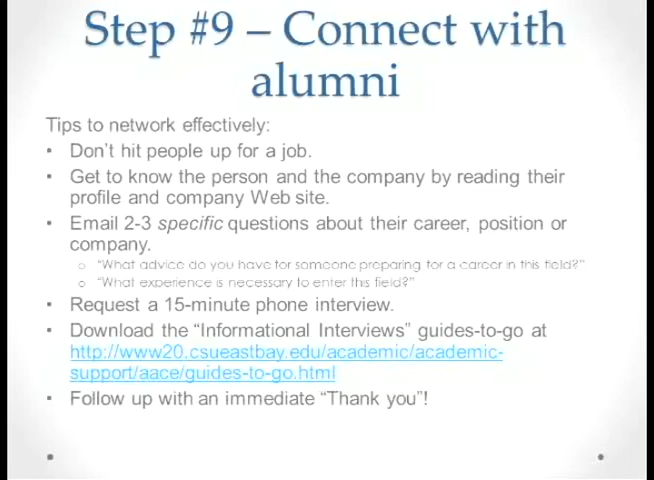 Step #9 – Connect with
alumni
Tips to network effectively:
• Don't hit people up for a job.
• Get to know the person and the company by reading their
profile and company Web site.
• Email 2-3 specific questions about their career, position or
company.
o "What advice do you have for someone preparing for a career in this field?"
o "What experience is necessary to enter this field?"
• Request a 15-minute phone interview.
• Download the "Informational Interviews" guides-to-go at
http://www20.csueastbay.edu/academic/academic-
support/aace/guides-to-go.html
• Follow up with an immediate "Thank you"!